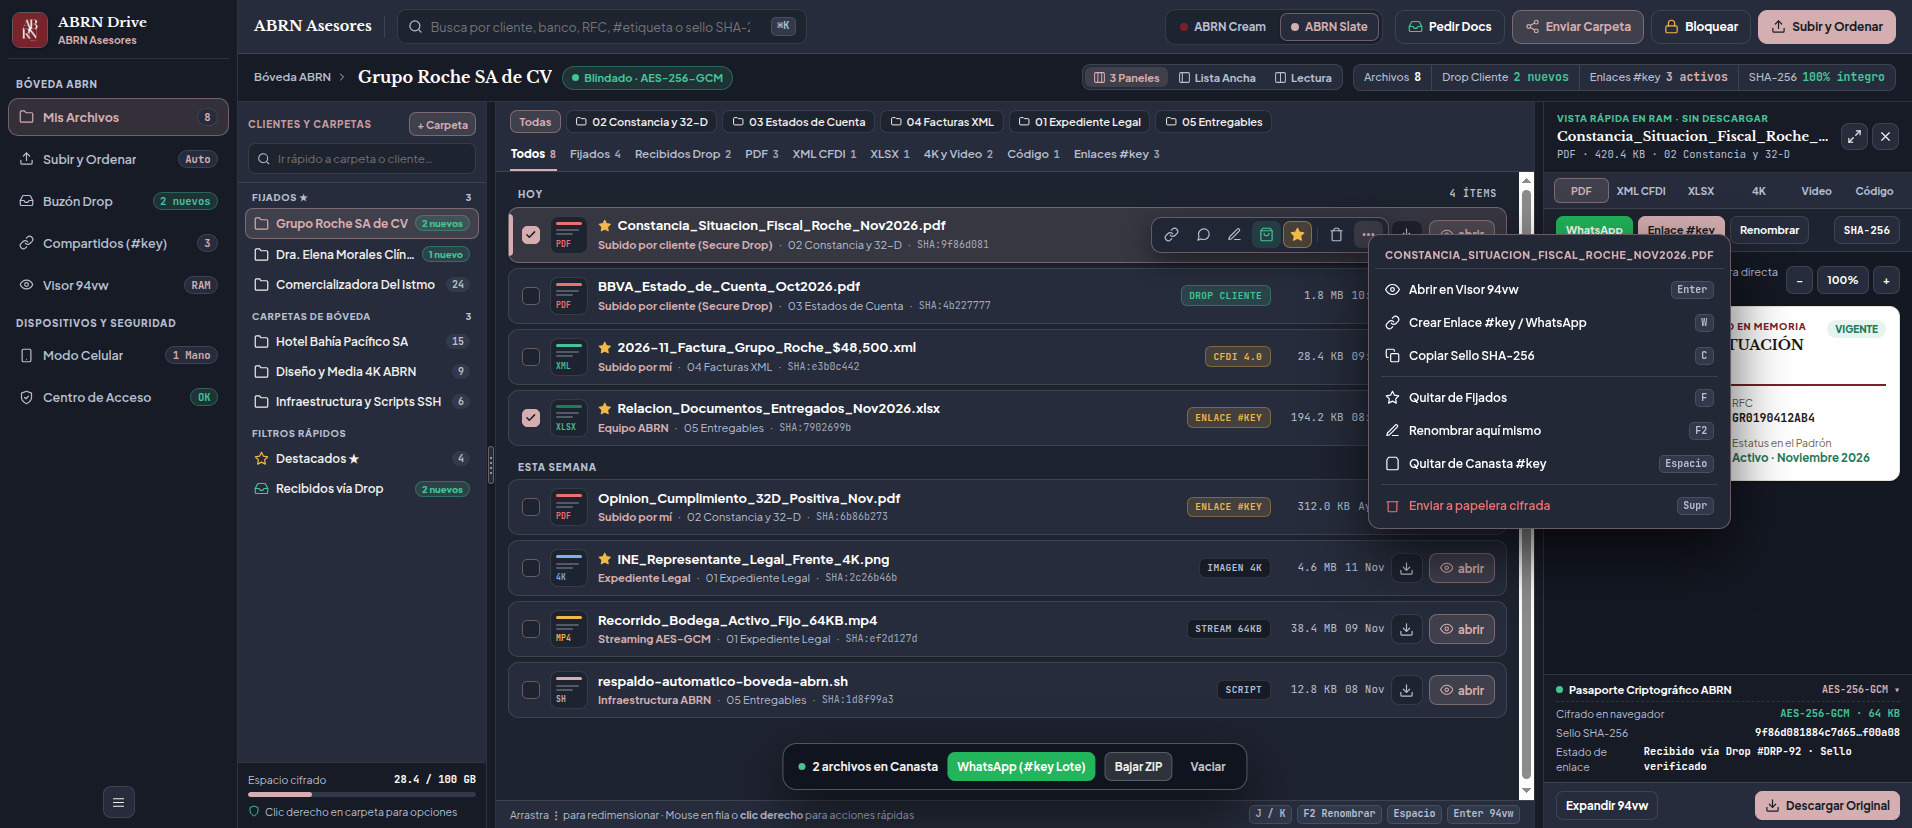 ABRN Drive
ABRN Asesores
BÓVEDA ABRN
Mis Archivos 8
Subir y Ordenar Auto
Buzón Drop 2 nuevos
Compartidos (#key) 3
Visor 94vw RAM
DISPOSITIVOS Y SEGURIDAD
Modo Celular 1 Mano
Centro de Acceso OK
ABRN Asesores
Busca por cliente, banco, RFC, #etiqueta o sello SHA-2 ⌘K
ABRN Cream ABRN Slate
Pedir Docs
Enviar Carpeta
Bloquear
Subir y Ordenar
Bóveda ABRN > Grupo Roche SA de CV
Blindado · AES-256-GCM
3 Paneles Lista Ancha Lectura
Archivos 8 Drop Cliente 2 nuevos Enlaces #key 3 activos SHA-256 100% íntegro
CLIENTES Y CARPETAS + Carpeta
Ir rápido a carpeta o cliente...
FIJADOS ★ 3
Grupo Roche SA de CV 2 nuevos
Dra. Elena Morales Clín... 1 nuevo
Comercializadora Del Istmo 24
CARPETAS DE BÓVEDA 3
Hotel Bahía Pacífico SA 15
Diseño y Media 4K ABRN 9
Infraestructura y Scripts SSH 6
FILTROS RÁPIDOS
Destacados ★ 4
Recibidos vía Drop 2 nuevos
Espacio cifrado 28.4 / 100 GB
Clic derecho en carpeta para opciones
Todas 02 Constancia y 32-D 03 Estados de Cuenta 04 Facturas XML 01 Expediente Legal 05 Entregables
Todos 8 Fijados 4 Recibidos Drop 2 PDF 3 XML CFDI 1 XLSX 1 4K y Video 2 Código 1 Enlaces #key 3
HOY 4 ÍTEMS
PDF
★ Constancia_Situacion_Fiscal_Roche_Nov2026.pdf
Subido por cliente (Secure Drop) · 02 Constancia y 32-D · SHA:9f86d081
abrir
PDF
BBVA_Estado_de_Cuenta_Oct2026.pdf
Subido por cliente (Secure Drop) · 03 Estados de Cuenta · SHA:4b227777
DROP CLIENTE 1.8 MB 10:
XML
★ 2026-11_Factura_Grupo_Roche_$48,500.xml
Subido por mí · 04 Facturas XML · SHA:e3b0c442
CFDI 4.0 28.4 KB 09:
XLSX
★ Relacion_Documentos_Entregados_Nov2026.xlsx
Equipo ABRN · 05 Entregables · SHA:7902699b
ENLACE #KEY 194.2 KB 08:
ESTA SEMANA
PDF
Opinion_Cumplimiento_32D_Positiva_Nov.pdf
Subido por mí · 02 Constancia y 32-D · SHA:6b86b273
ENLACE #KEY 312.0 KB Ay
4K
★ INE_Representante_Legal_Frente_4K.png
Expediente Legal · 01 Expediente Legal · SHA:2c26b46b
IMAGEN 4K 4.6 MB 11 Nov abrir
MP4
Recorrido_Bodega_Activo_Fijo_64KB.mp4
Streaming AES-GCM · 01 Expediente Legal · SHA:ef2d127d
STREAM 64KB 38.4 MB 09 Nov abrir
SH
respaldo-automatico-boveda-abrn.sh
Infraestructura ABRN · 05 Entregables · SHA:1d8f99a3
SCRIPT 12.8 KB 08 Nov abrir
2 archivos en Canasta WhatsApp (#key Lote) Bajar ZIP Vaciar
Arrastra ⋮ para redimensionar · Mouse en fila o clic derecho para acciones rápidas
J / K F2 Renombrar Espacio Enter 94vw
CONSTANCIA_SITUACION_FISCAL_ROCHE_NOV2026.PDF
Abrir en Visor 94vw Enter
Crear Enlace #key / WhatsApp W
Copiar Sello SHA-256 C
Quitar de Fijados F
Renombrar aquí mismo F2
Quitar de Canasta #key Espacio
Enviar a papelera cifrada Supr
VISTA RÁPIDA EN RAM · SIN DESCARGAR
Constancia_Situacion_Fiscal_Roche_...
PDF · 420.4 KB · 02 Constancia y 32-D
PDF XML CFDI XLSX 4K Video Código
WhatsApp Enlace #key Renombrar SHA-256
ra directa − 100% +
O EN MEMORIA VIGENTE
TUACIÓN
RFC
GRO190412AB4
Estatus en el Padrón
Activo · Noviembre 2026
Pasaporte Criptográfico ABRN AES-256-GCM ▾
Cifrado en navegador AES-256-GCM · 64 KB
Sello SHA-256 9f86d081884c7d65…f00a08
Estado de enlace Recibido vía Drop #DRP-92 · Sello verificado
Expandir 94vw Descargar Original